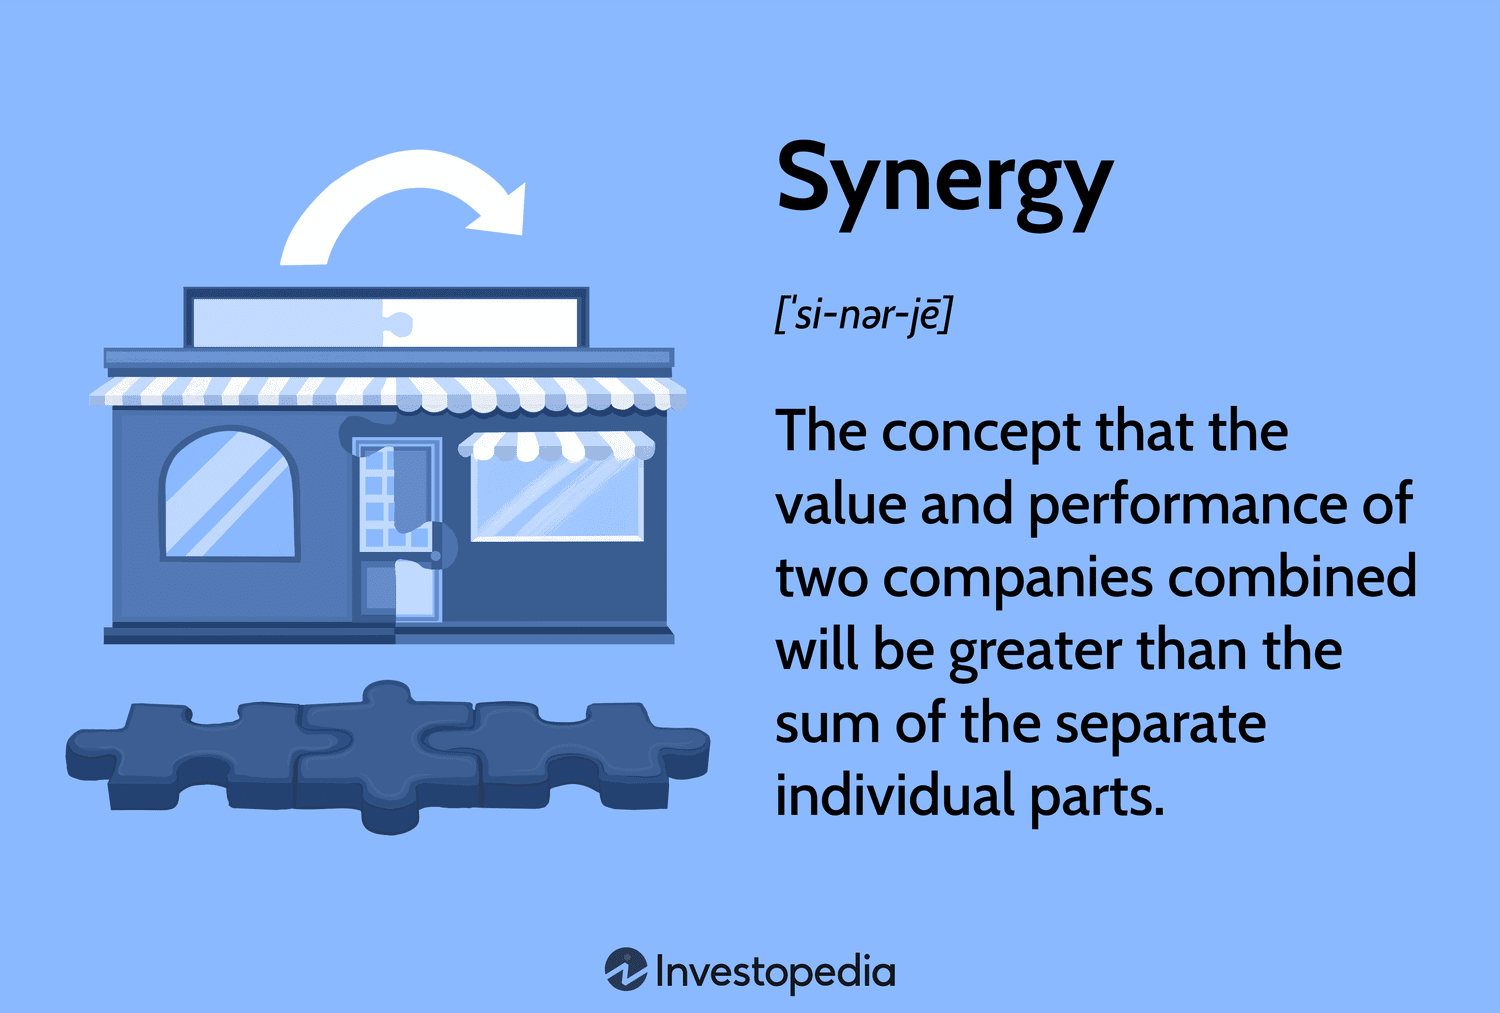 Synergy
['si-nər-jē]
The concept that the
value and performance of
two companies combined
will be greater than the
sum of the separate
individual parts.
Investopedia